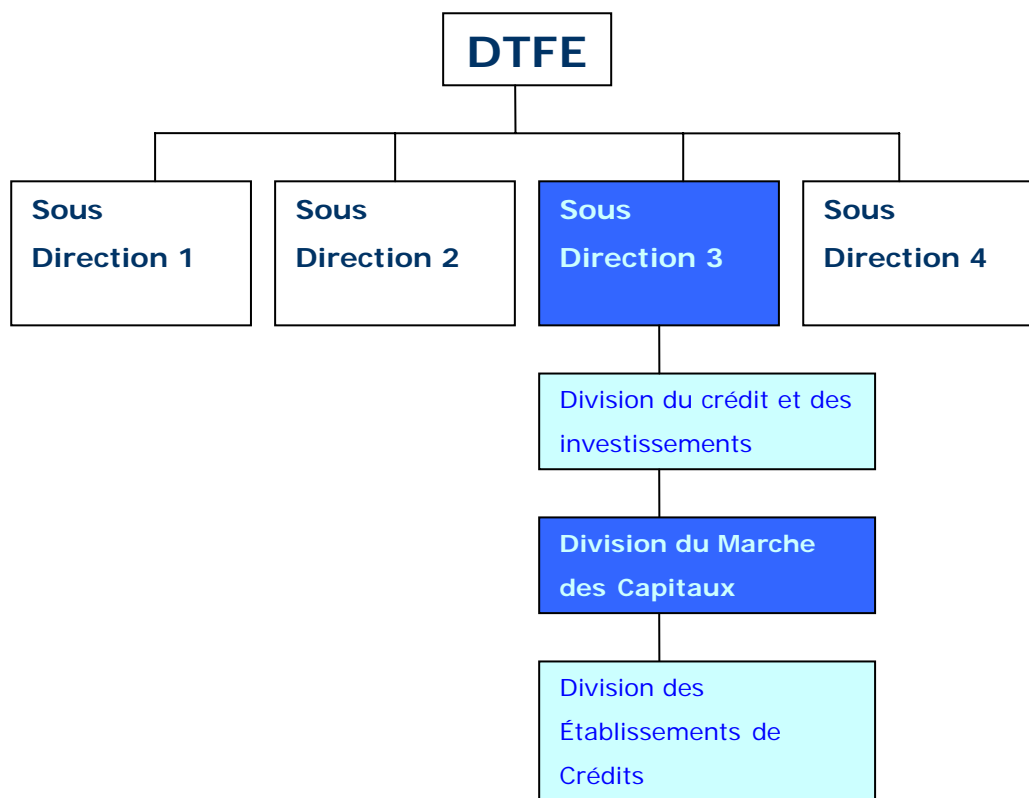 DTFE
Sous
Direction 1
Sous
Direction 2
Sous
Direction 3
Sous
Direction 4
Division du crédit et des
investissements
Division du Marche
des Capitaux
Division des
Établissements de
Crédits